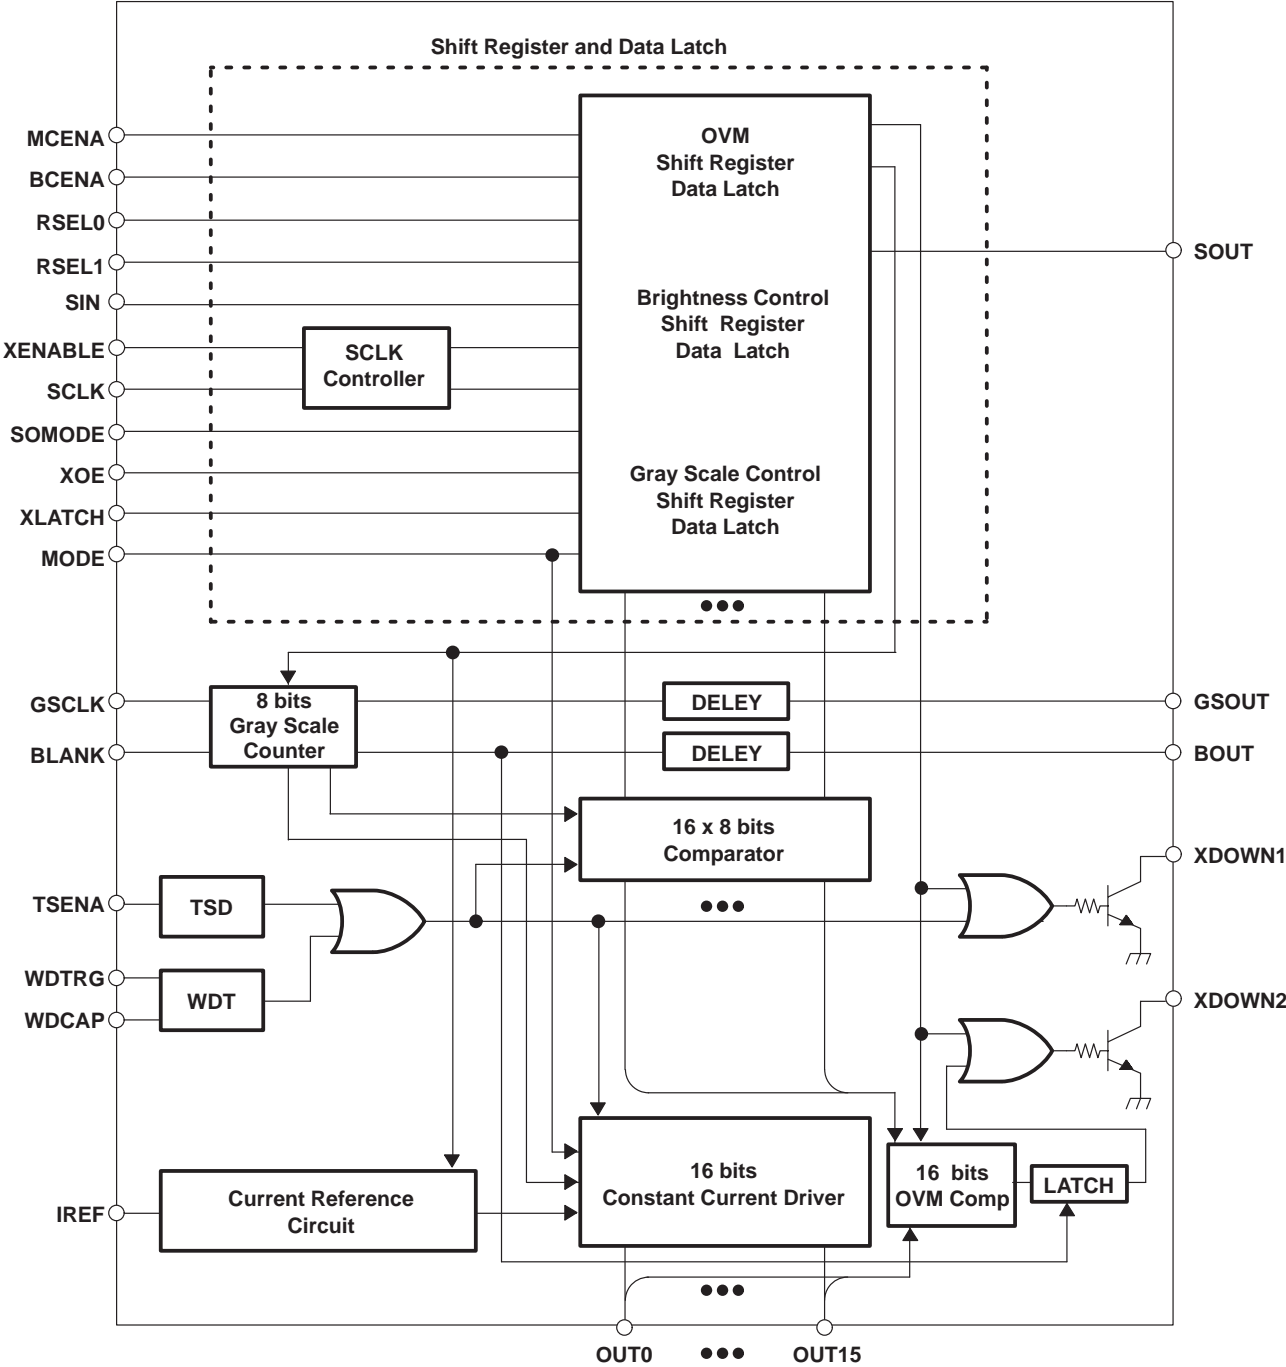 Shift Register and Data Latch
MCENA
BCENA
RSEL0
RSEL1
SIN
XENABLE
SCLK
SOMODE
XOE
XLATCH
MODE
SCLK
Controller
OVM
Shift Register
Data Latch
Brightness Control
Shift Register
Data Latch
Gray Scale Control
Shift Register
Data Latch
SOUT
GSCLK
BLANK
8 bits
Gray Scale
Counter
DELEY
DELEY
GSOUT
BOUT
16 x 8 bits
Comparator
XDOWN1
TSENA
TSD
WDTRG
WDCAP
WDT
XDOWN2
IREF
Current Reference
Circuit
16 bits
Constant Current Driver
16 bits
OVM Comp
LATCH
OUT0
OUT15